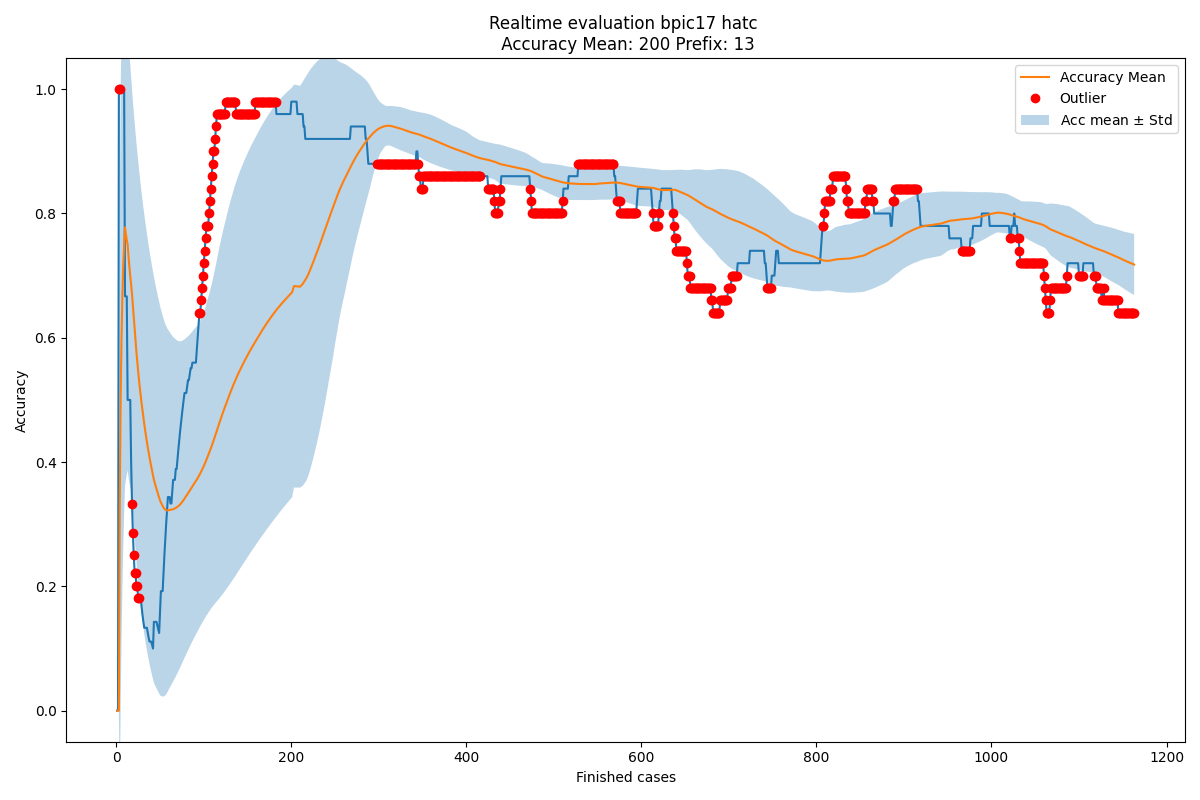 Realtime evaluation bpic17 hatc
Accuracy Mean: 200 Prefix: 13
Accuracy Mean
Outlier
Acc mean ± Std
1.0
0.8
0.6
0.4
0.2
0.0
Accuracy
0 200 400 600 800 1000 1200
Finished cases